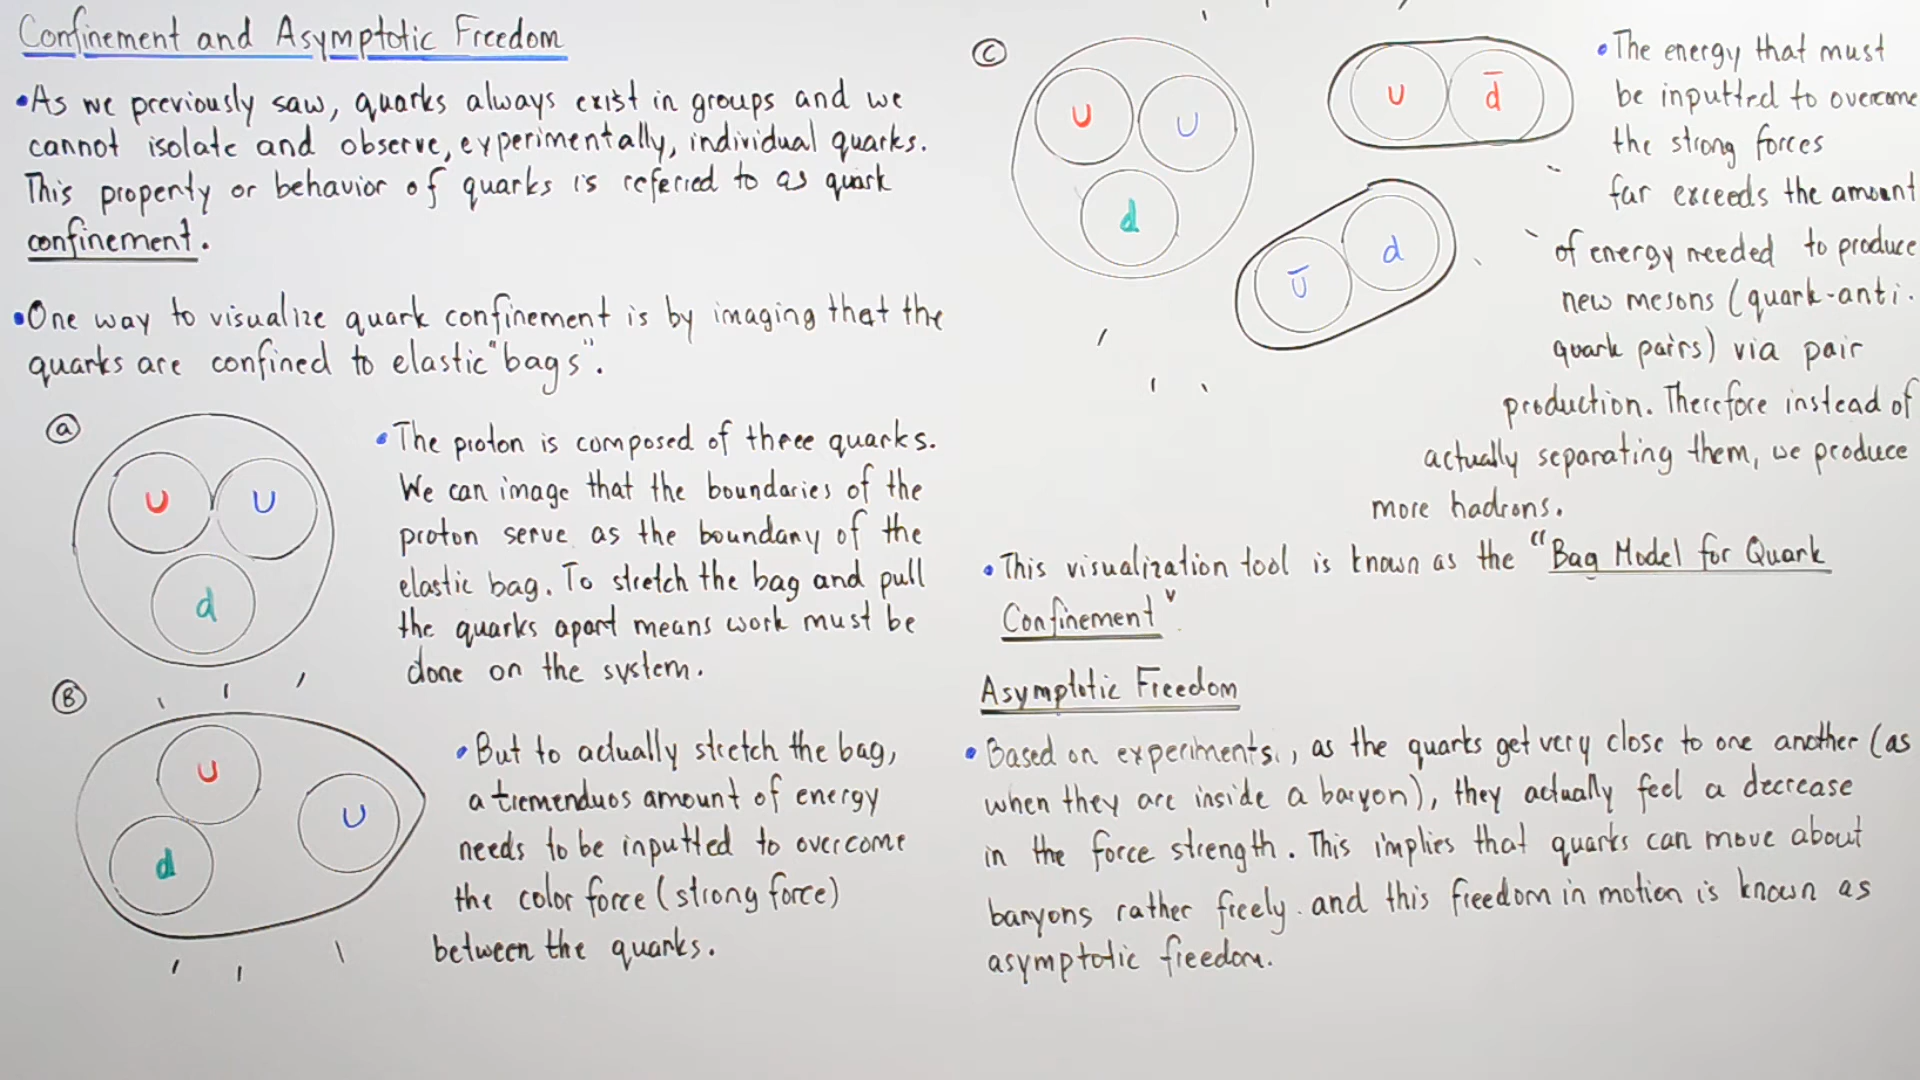 Confinement and Asymptotic Freedom
•As we previously saw, quarks always exist in groups and we
cannot isolate and observe, experimentally, individual quarks.
This property or behavior of quarks is referred to as quark
confinement.
•One way to visualize quark confinement is by imaging that the
quarks are confined to elastic "bags".
a
U
U
d
•The proton is composed of three quarks.
We can image that the boundaries of the
proton serve as the boundany of the
elastic bag. To stretch the bag and pull
the quarks apart means work must be
done on the system.
B
U
U
d
•But to actually stretch the bag,
a tremenduos amount of energy
needs to be inputted to overcome
the color force (strong force)
between the quarks.
C
U
U
d
U
d̄
Ū
d
•The energy that must
be inputted to overcome
the strong forces
far exceeds the amount
of energy needed to produce
new mesons (quark-anti-
quark pairs) via pair
production. Therefore instead of
actually separating them, we produce
more hadrons.
•This visualization tool is known as the "Bag Model for Quark
Confinement".
Asymptotic Freedom
•Based on experiments., as the quarks get very close to one another (as
when they are inside a baryon), they actually feel a decrease
in the force strength. This implies that quarks can move about
baryons rather freely. and this freedom in motion is known as
asymptotic freedom.